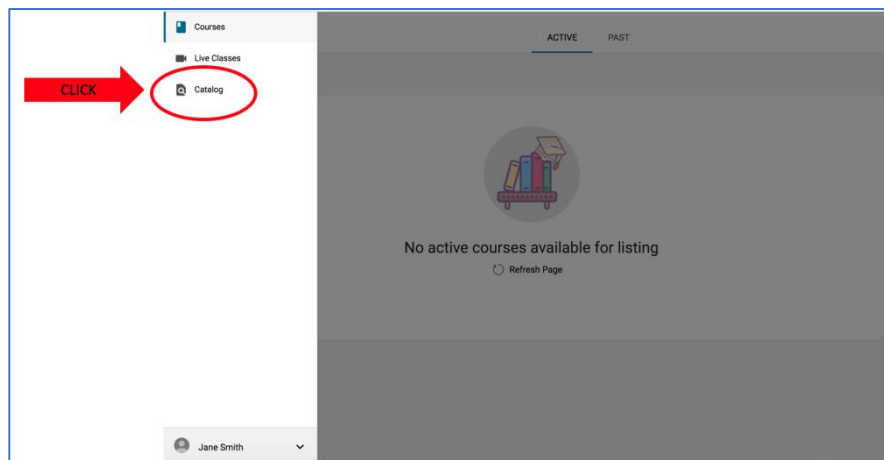 Courses
Live Classes
Catalog
CLICK
ACTIVE PAST
No active courses available for listing
Refresh Page
Jane Smith